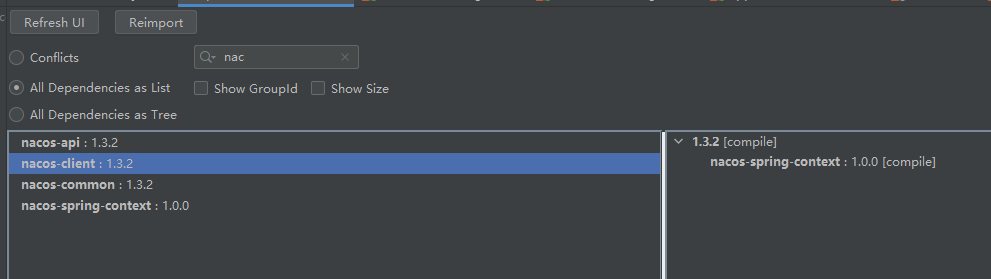 Refresh UI Reimport
Conflicts nac
All Dependencies as List Show GroupId Show Size
All Dependencies as Tree
nacos-api : 1.3.2
nacos-client : 1.3.2
nacos-common : 1.3.2
nacos-spring-context : 1.0.0
1.3.2 [compile]
nacos-spring-context : 1.0.0 [compile]